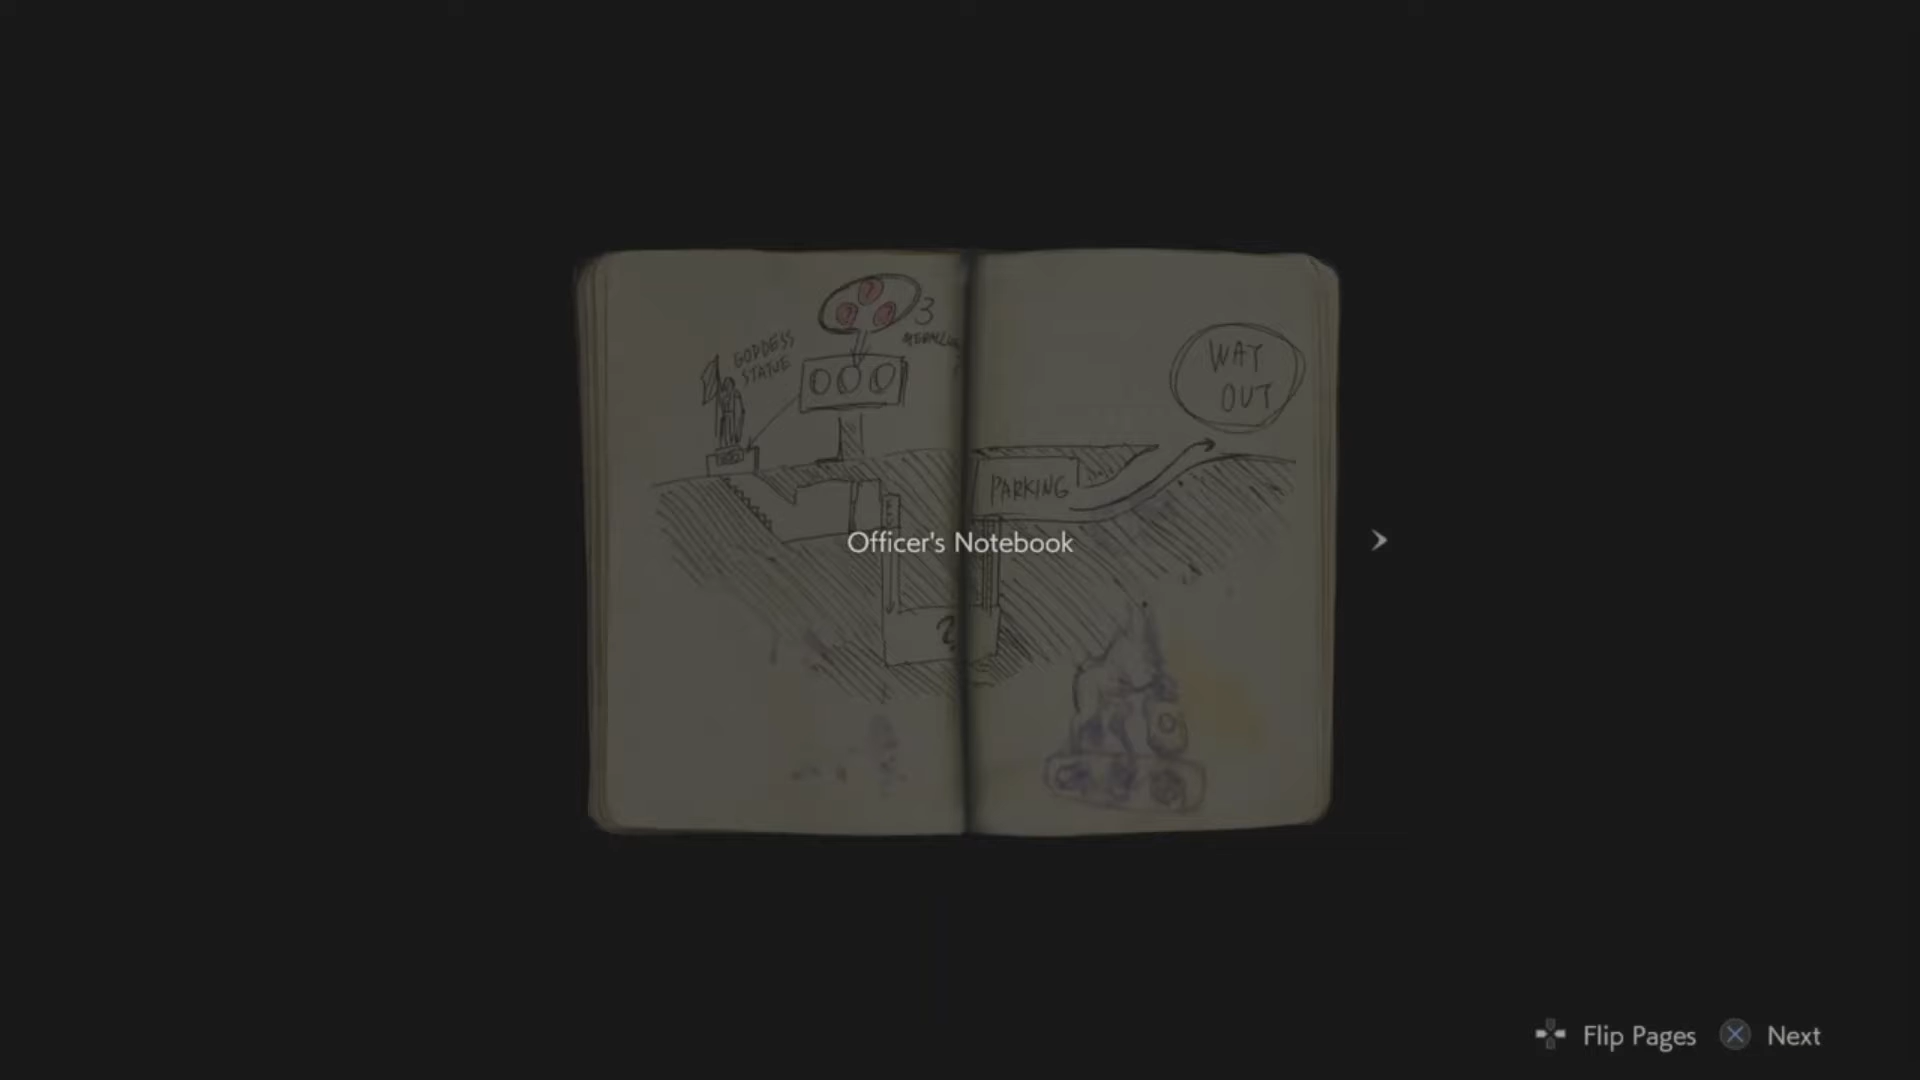 3
GODDESS
STATUE
WAY
OUT
PARKING
Officer's Notebook
?
Flip Pages
Next